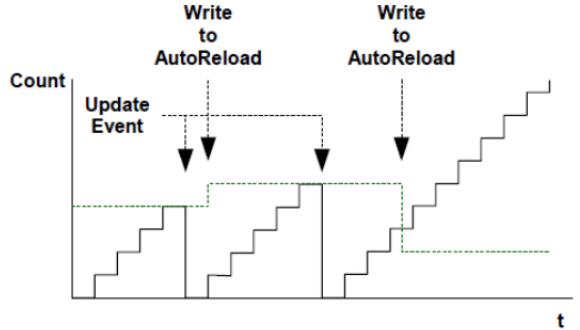 Write
to
AutoReload
Write
to
AutoReload
Count
Update
Event
t